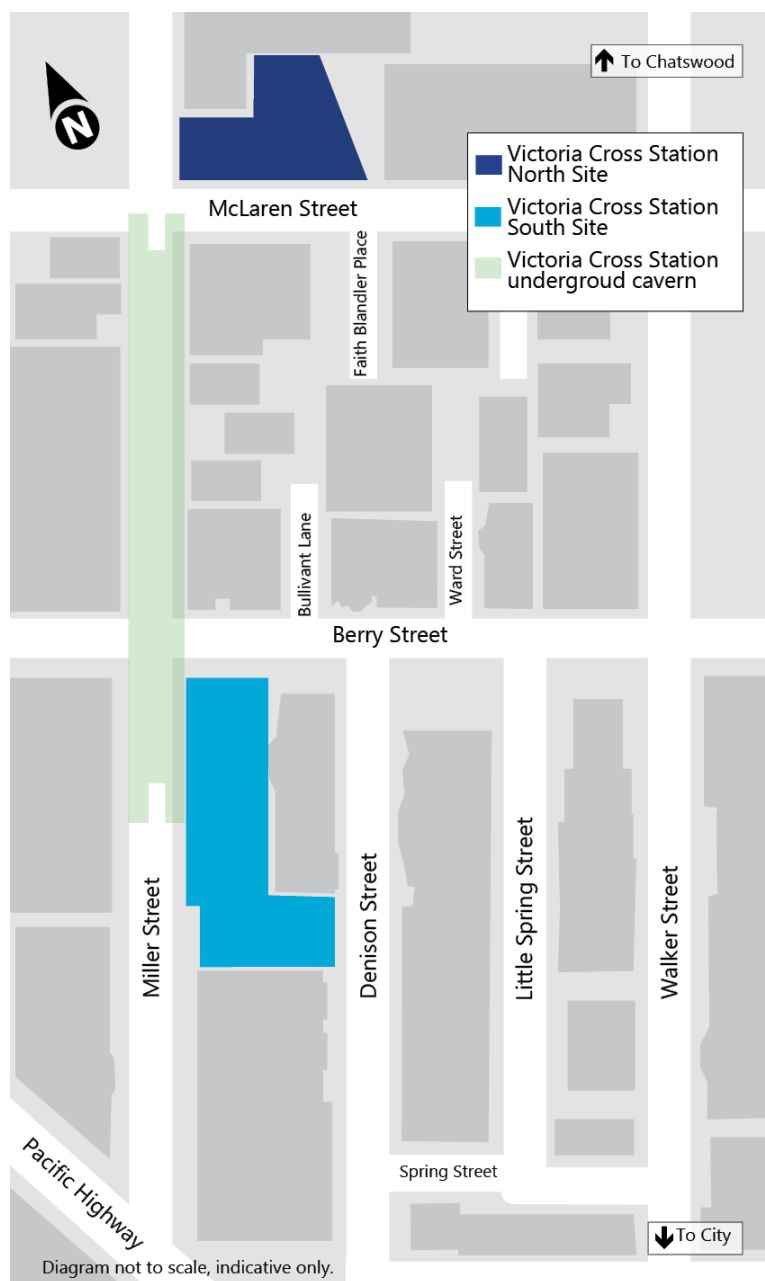 To Chatswood
N
Victoria Cross Station
North Site
Victoria Cross Station
South Site
Victoria Cross Station
undergroud cavern
McLaren Street
Faith Blandler Place
Bullivant Lane
Ward Street
Berry Street
Miller Street
Denison Street
Little Spring Street
Walker Street
Pacific Highway
Spring Street
To City
Diagram not to scale, indicative only.